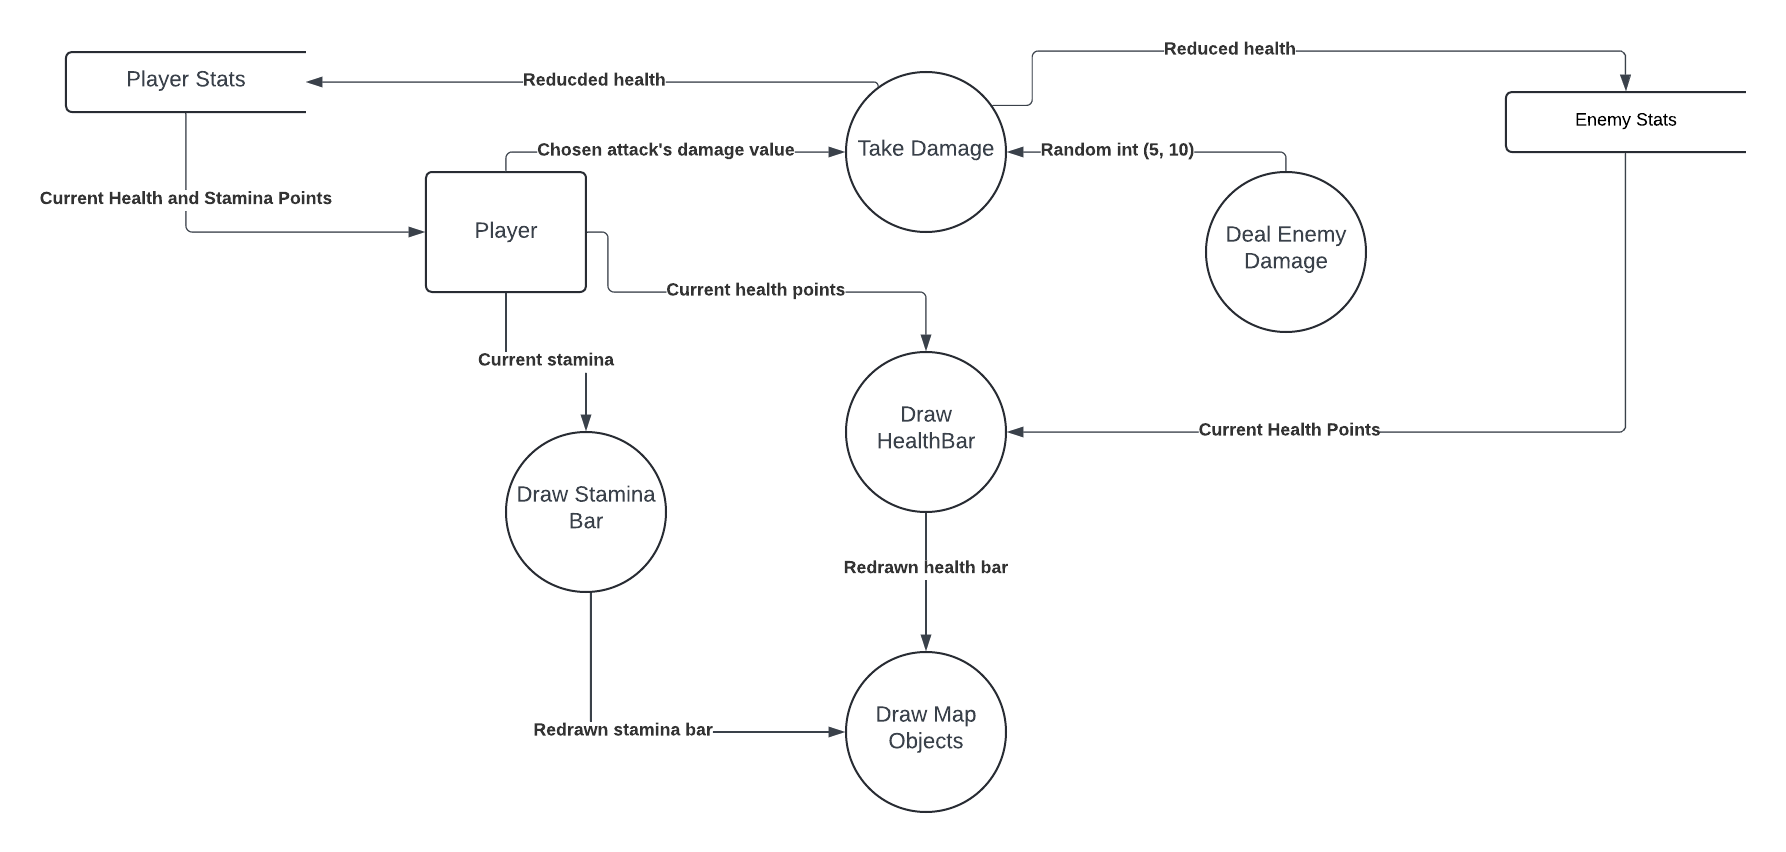 Reduced health
Player Stats
Reducded health
Enemy Stats
Chosen attack's damage value
Take Damage
Random int (5, 10)
Current Health and Stamina Points
Player
Deal Enemy
Damage
Current health points
Current stamina
Draw
HealthBar
Current Health Points
Draw Stamina
Bar
Redrawn health bar
Redrawn stamina bar
Draw Map
Objects